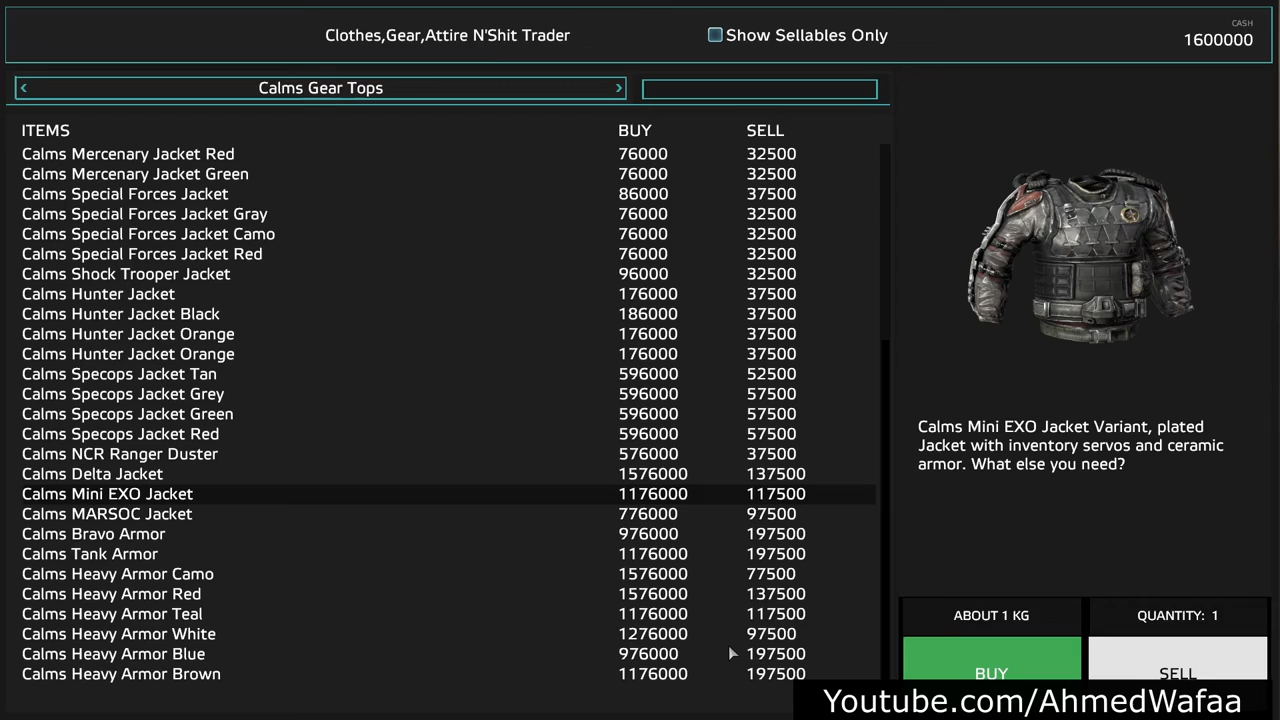 Clothes,Gear,Attire N'Shit Trader
Show Sellables Only
CASH
1600000
< Calms Gear Tops >
ITEMS BUY SELL
Calms Mercenary Jacket Red 76000 32500
Calms Mercenary Jacket Green 76000 32500
Calms Special Forces Jacket 86000 37500
Calms Special Forces Jacket Gray 76000 32500
Calms Special Forces Jacket Camo 76000 32500
Calms Special Forces Jacket Red 76000 32500
Calms Shock Trooper Jacket 96000 32500
Calms Hunter Jacket 176000 37500
Calms Hunter Jacket Black 186000 37500
Calms Hunter Jacket Orange 176000 37500
Calms Hunter Jacket Orange 176000 37500
Calms Specops Jacket Tan 596000 52500
Calms Specops Jacket Grey 596000 57500
Calms Specops Jacket Green 596000 57500
Calms Specops Jacket Red 596000 57500
Calms NCR Ranger Duster 576000 37500
Calms Delta Jacket 1576000 137500
Calms Mini EXO Jacket 1176000 117500
Calms MARSOC Jacket 776000 97500
Calms Bravo Armor 976000 197500
Calms Tank Armor 1176000 197500
Calms Heavy Armor Camo 1576000 77500
Calms Heavy Armor Red 1576000 137500
Calms Heavy Armor Teal 1176000 117500
Calms Heavy Armor White 1276000 97500
Calms Heavy Armor Blue 976000 197500
Calms Heavy Armor Brown 1176000 197500
Calms Mini EXO Jacket Variant, plated
Jacket with inventory servos and ceramic
armor. What else you need?
ABOUT 1 KG
QUANTITY: 1
BUY
SELL
Youtube.com/AhmedWafaa